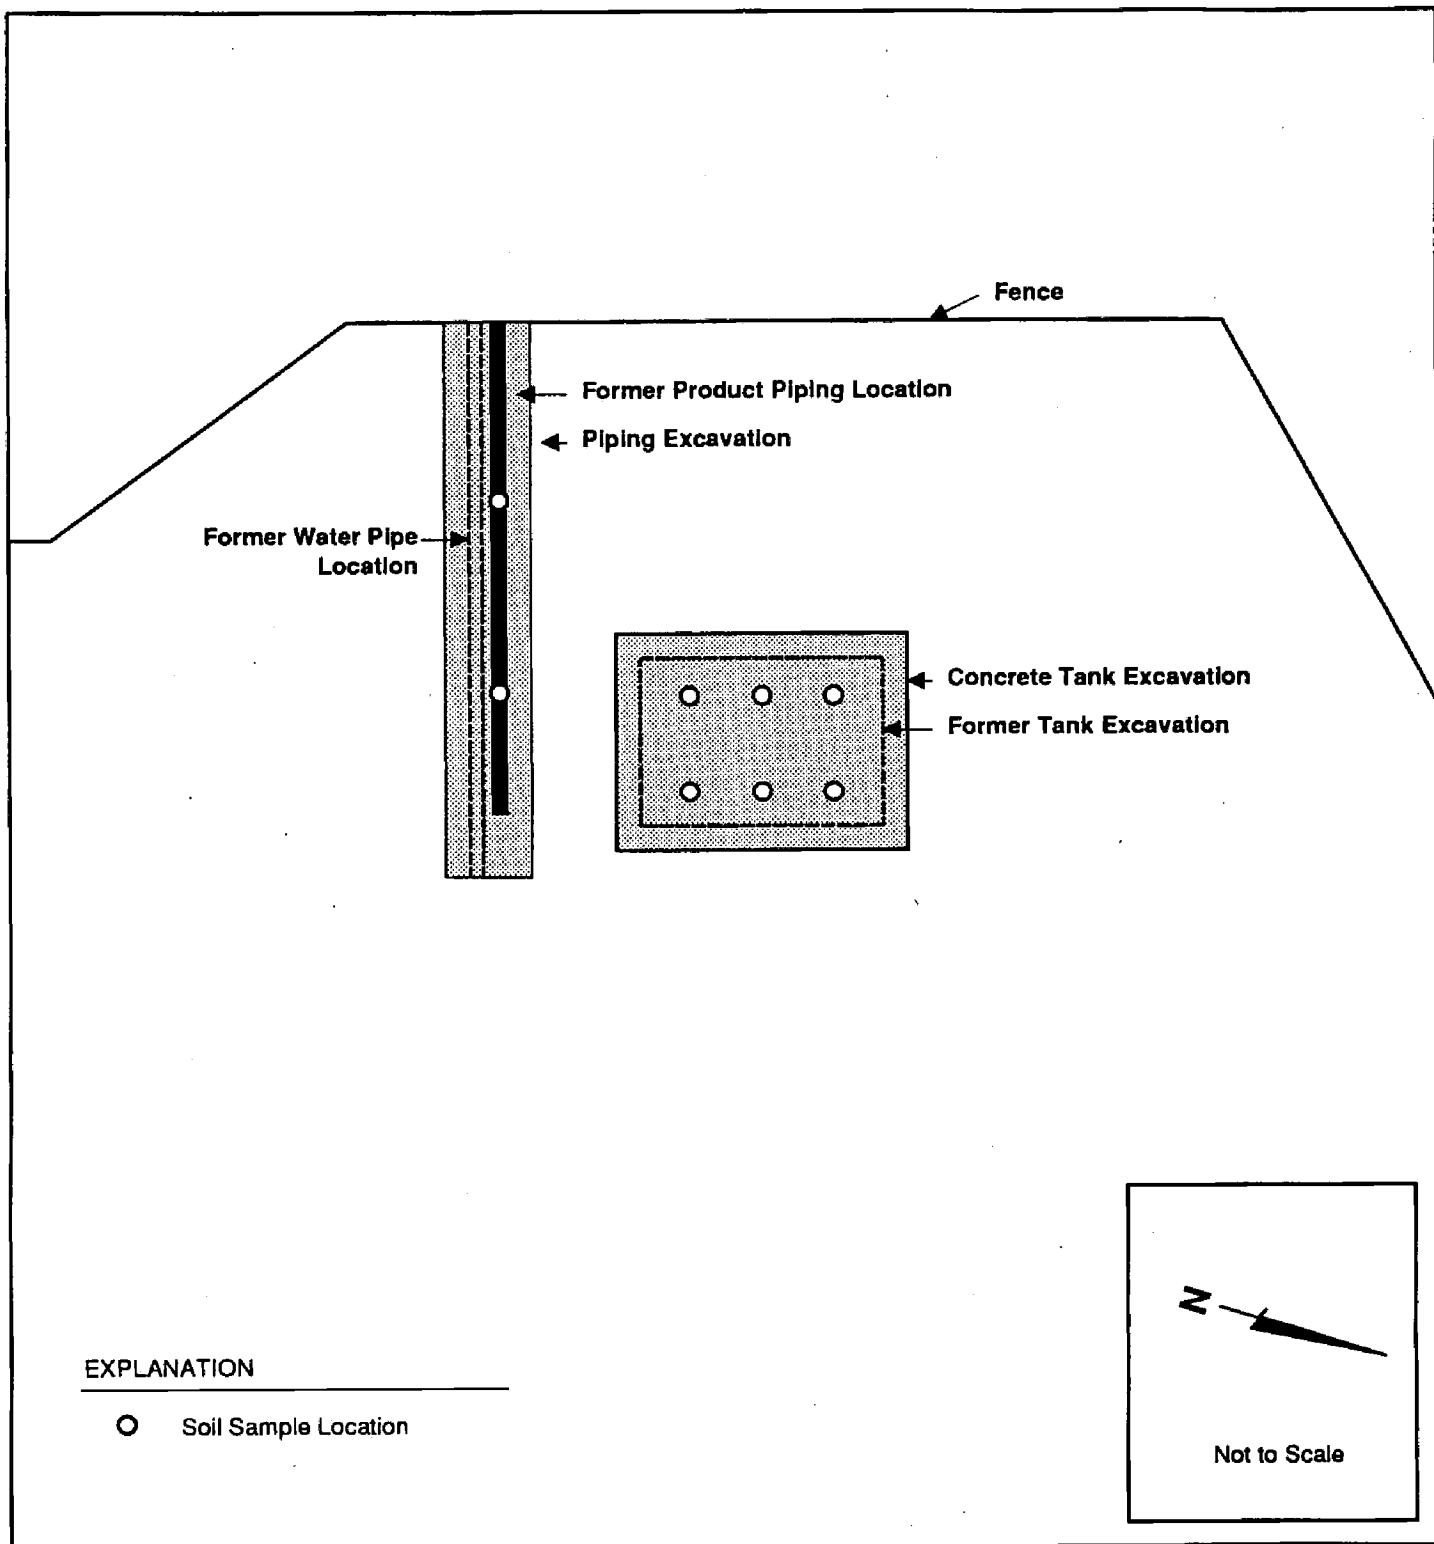 Fence
Former Product Piping Location
Piping Excavation
Former Water Pipe
Location
Concrete Tank Excavation
Former Tank Excavation
N
EXPLANATION
Soil Sample Location
Not to Scale